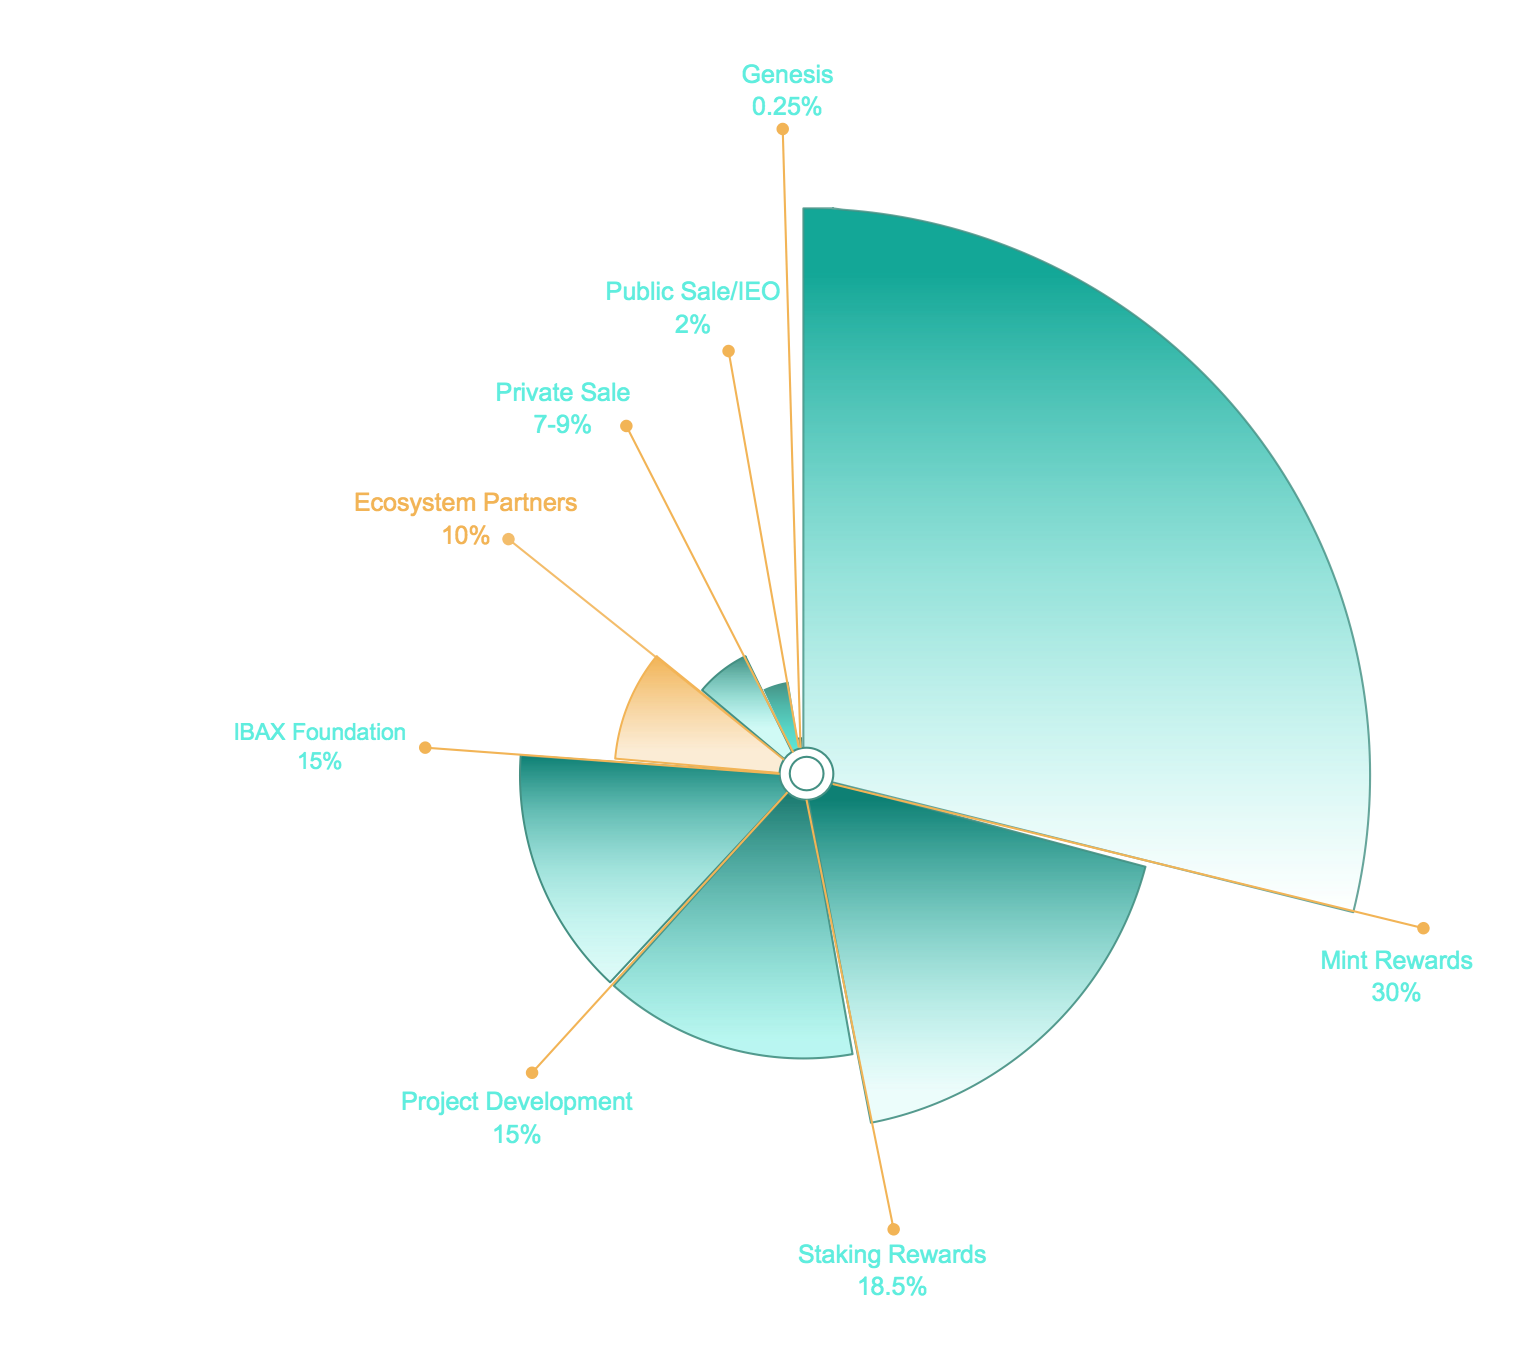 Genesis
0.25%
Public Sale/IEO
2%
Private Sale
7-9%
Ecosystem Partners
10%
IBAX Foundation
15%
Mint Rewards
30%
Project Development
15%
Staking Rewards
18.5%